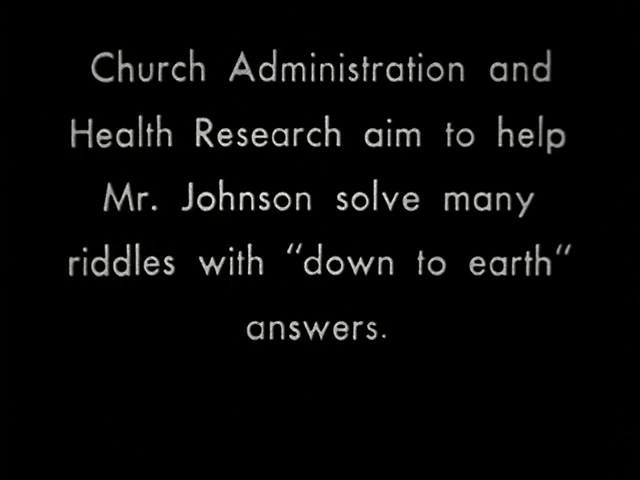 Church Administration and
Health Research aim to help
Mr. Johnson solve many
riddles with "down to earth"
answers.